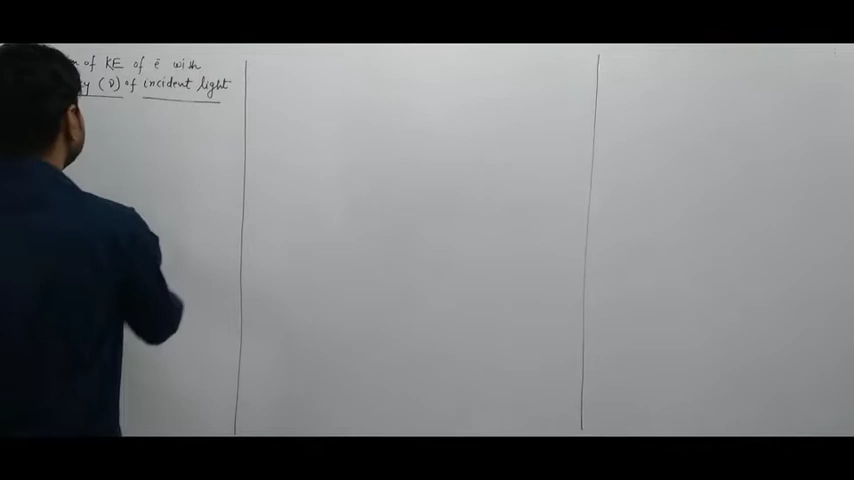 of KE of ē with
(ν) of incident light